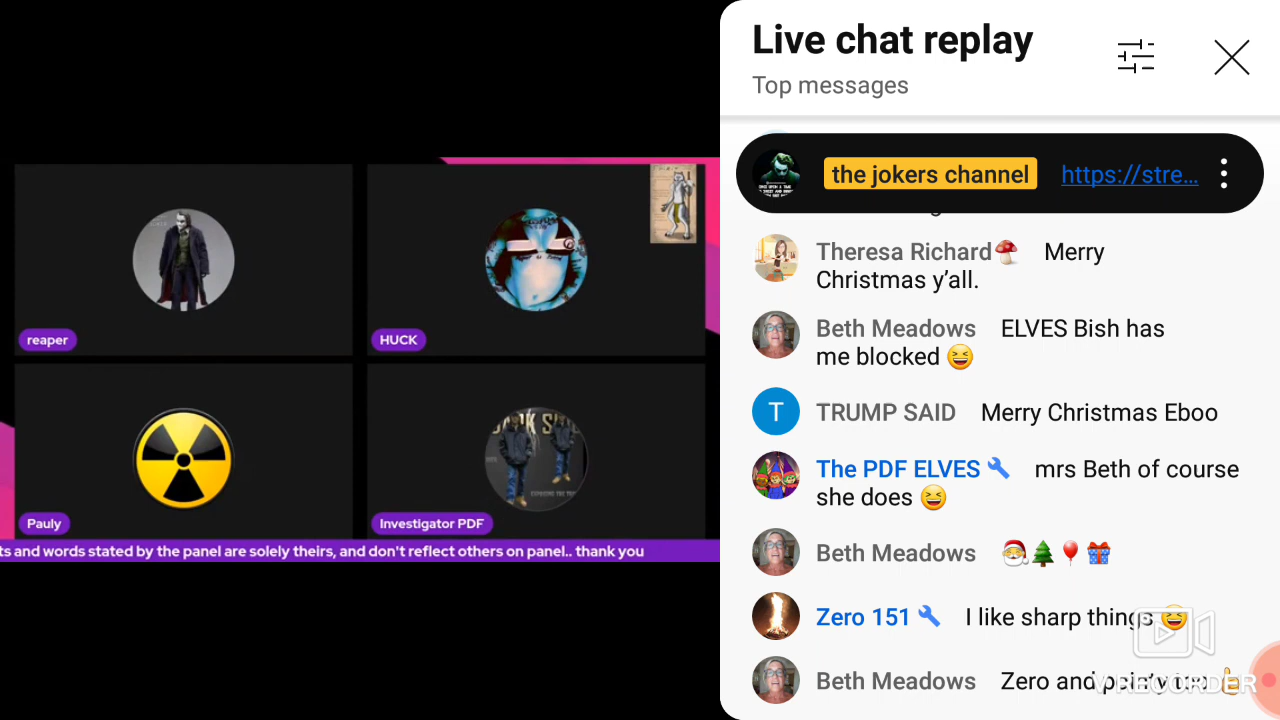 reaper
HUCK
Pauly
Investigator PDF
ts and words stated by the panel are solely theirs, and don't reflect others on panel.. thank you
Live chat replay
Top messages
the jokers channel https://stre...
Theresa Richard🍄 Merry
Christmas y’all.
Beth Meadows ELVES Bish has
me blocked 😆
T TRUMP SAID Merry Christmas Eboo
The PDF ELVES🔧 mrs Beth of course
she does 😆
Beth Meadows 🎅🎄🎈🎁
Zero 151🔧 I like sharp things 😆
Beth Meadows Zero and pointy too 👍
V RECORDER